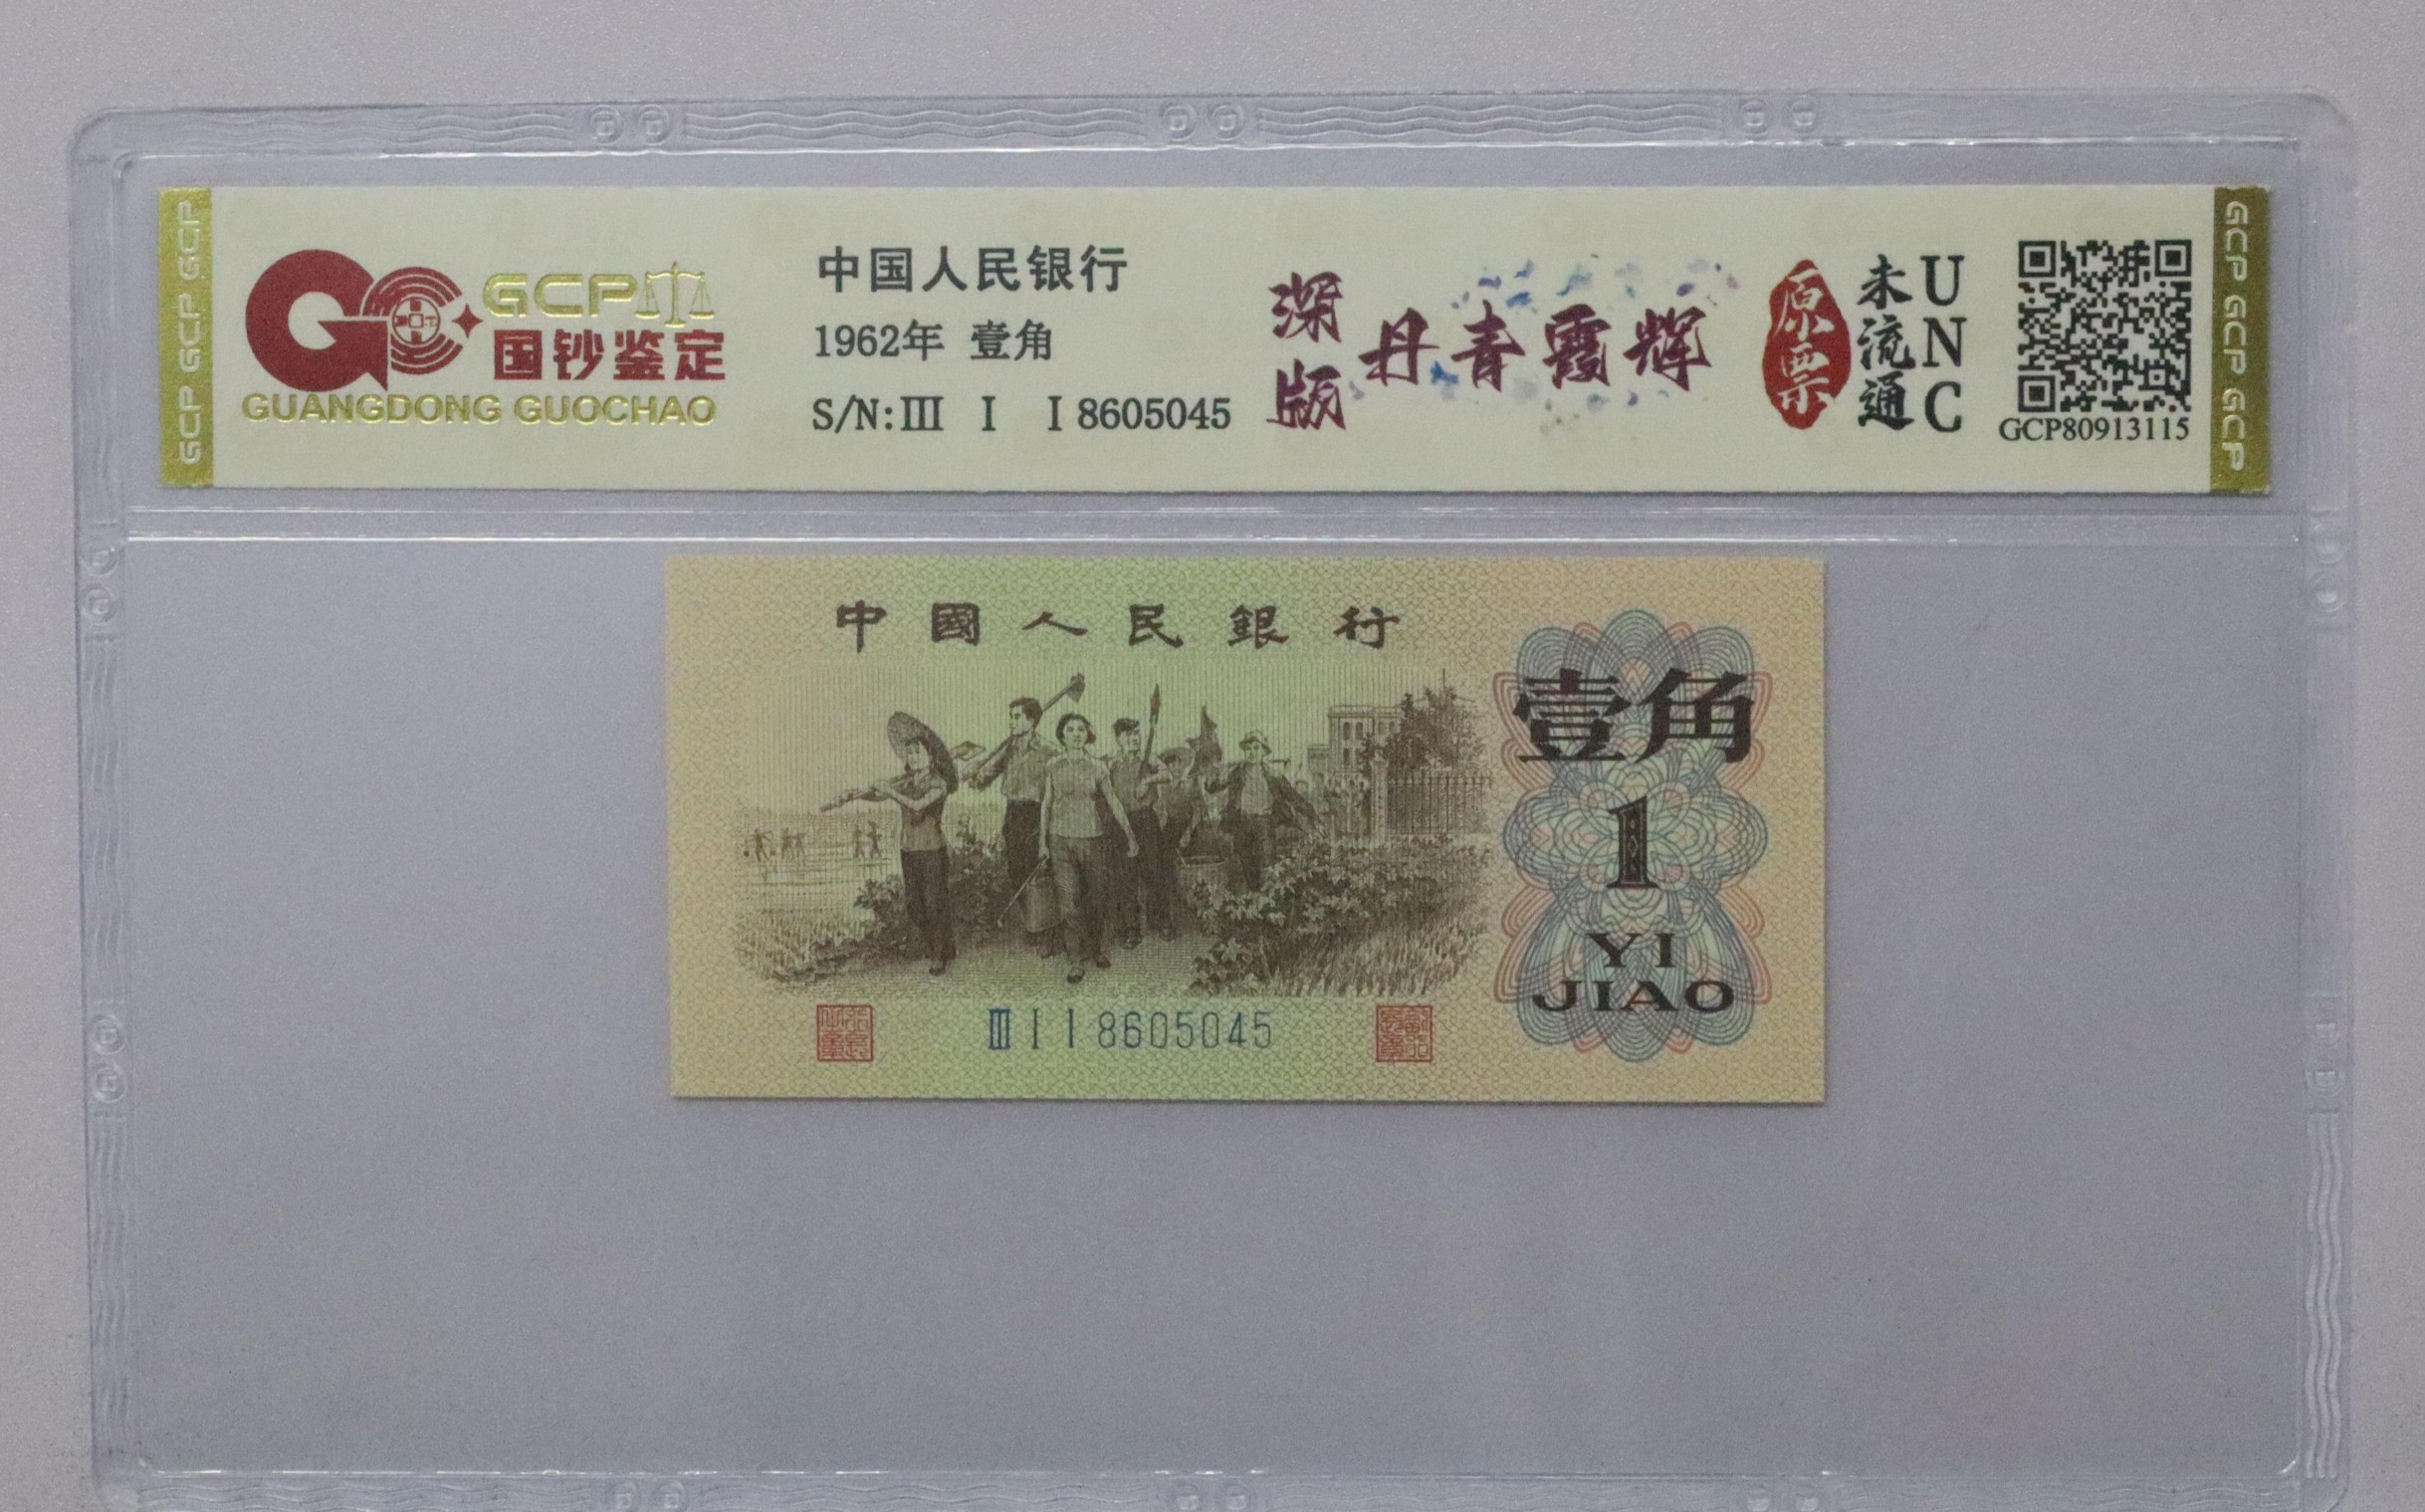 GCP GCP GCP
GCP
国钞鉴定
GUANGDONG GUOCHAO
中国人民银行
1962年 壹角
S/N:III I I 8605045
深版
丹青霞辉
原票
未流通
UNC
GCP80913115
GCP GCP GCP
中國人民銀行
壹角
1
YI
JIAO
III I I 8605045